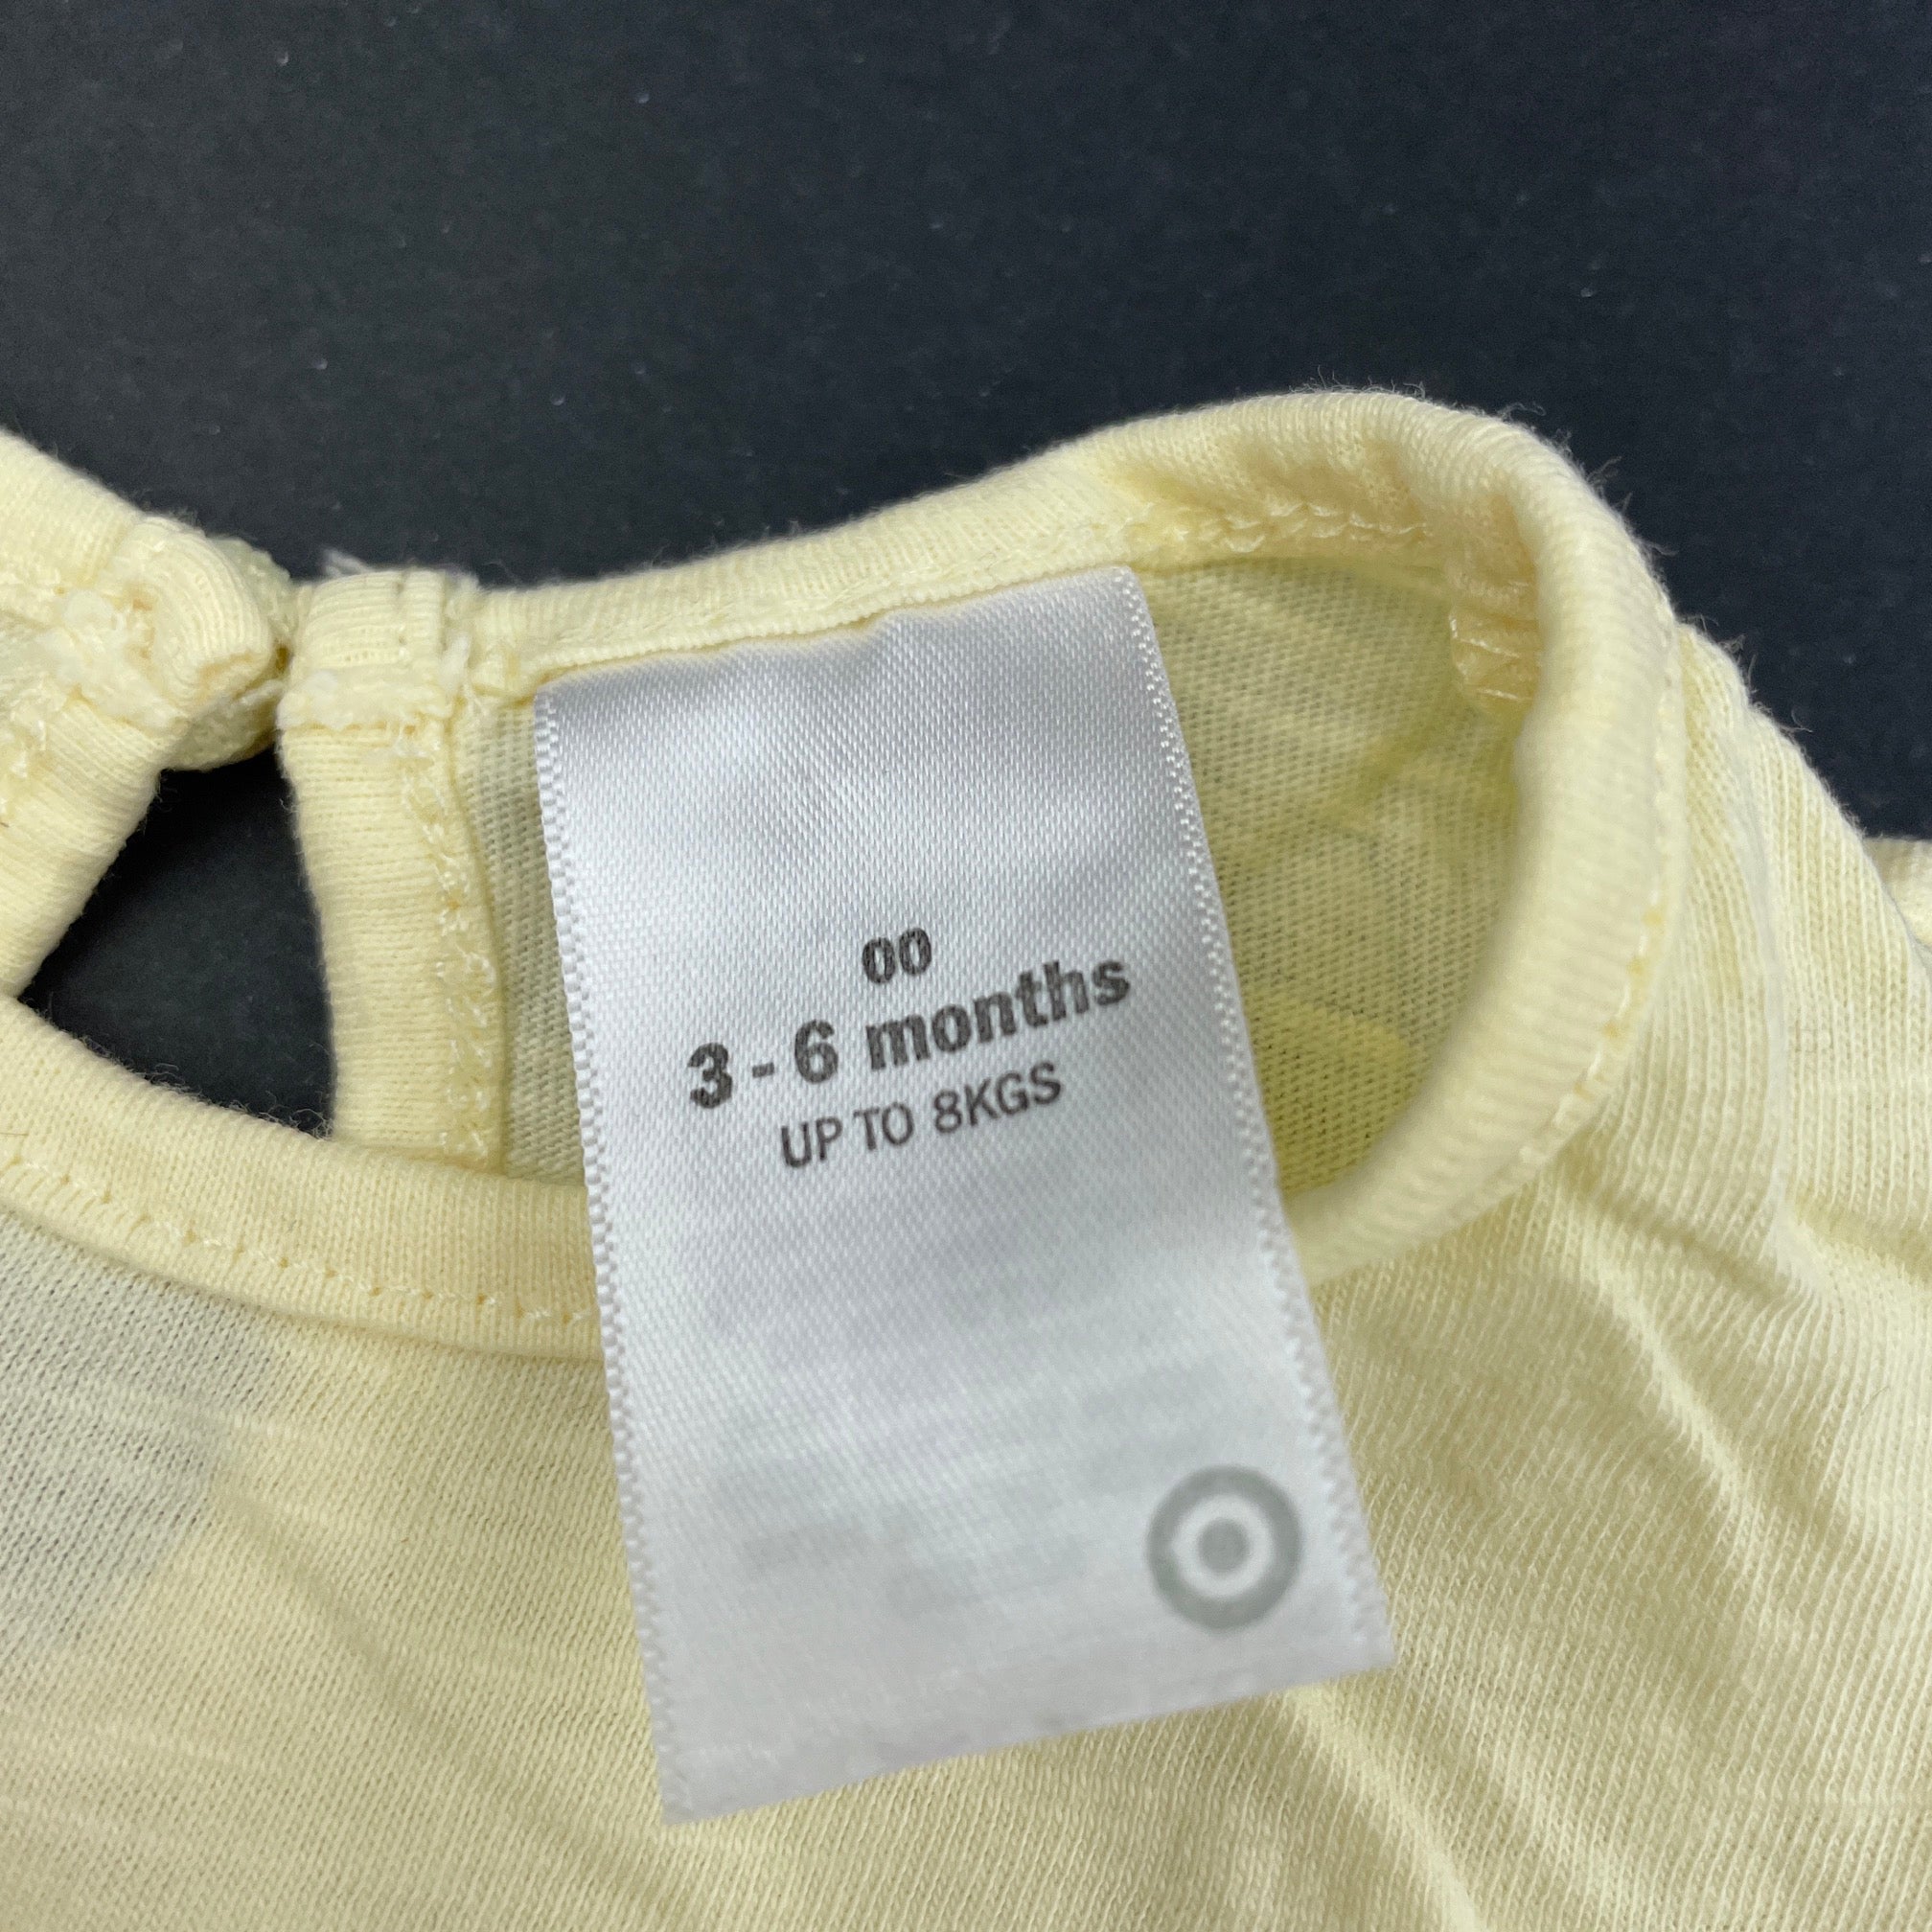 00
3 - 6 months
UP TO 8KGS